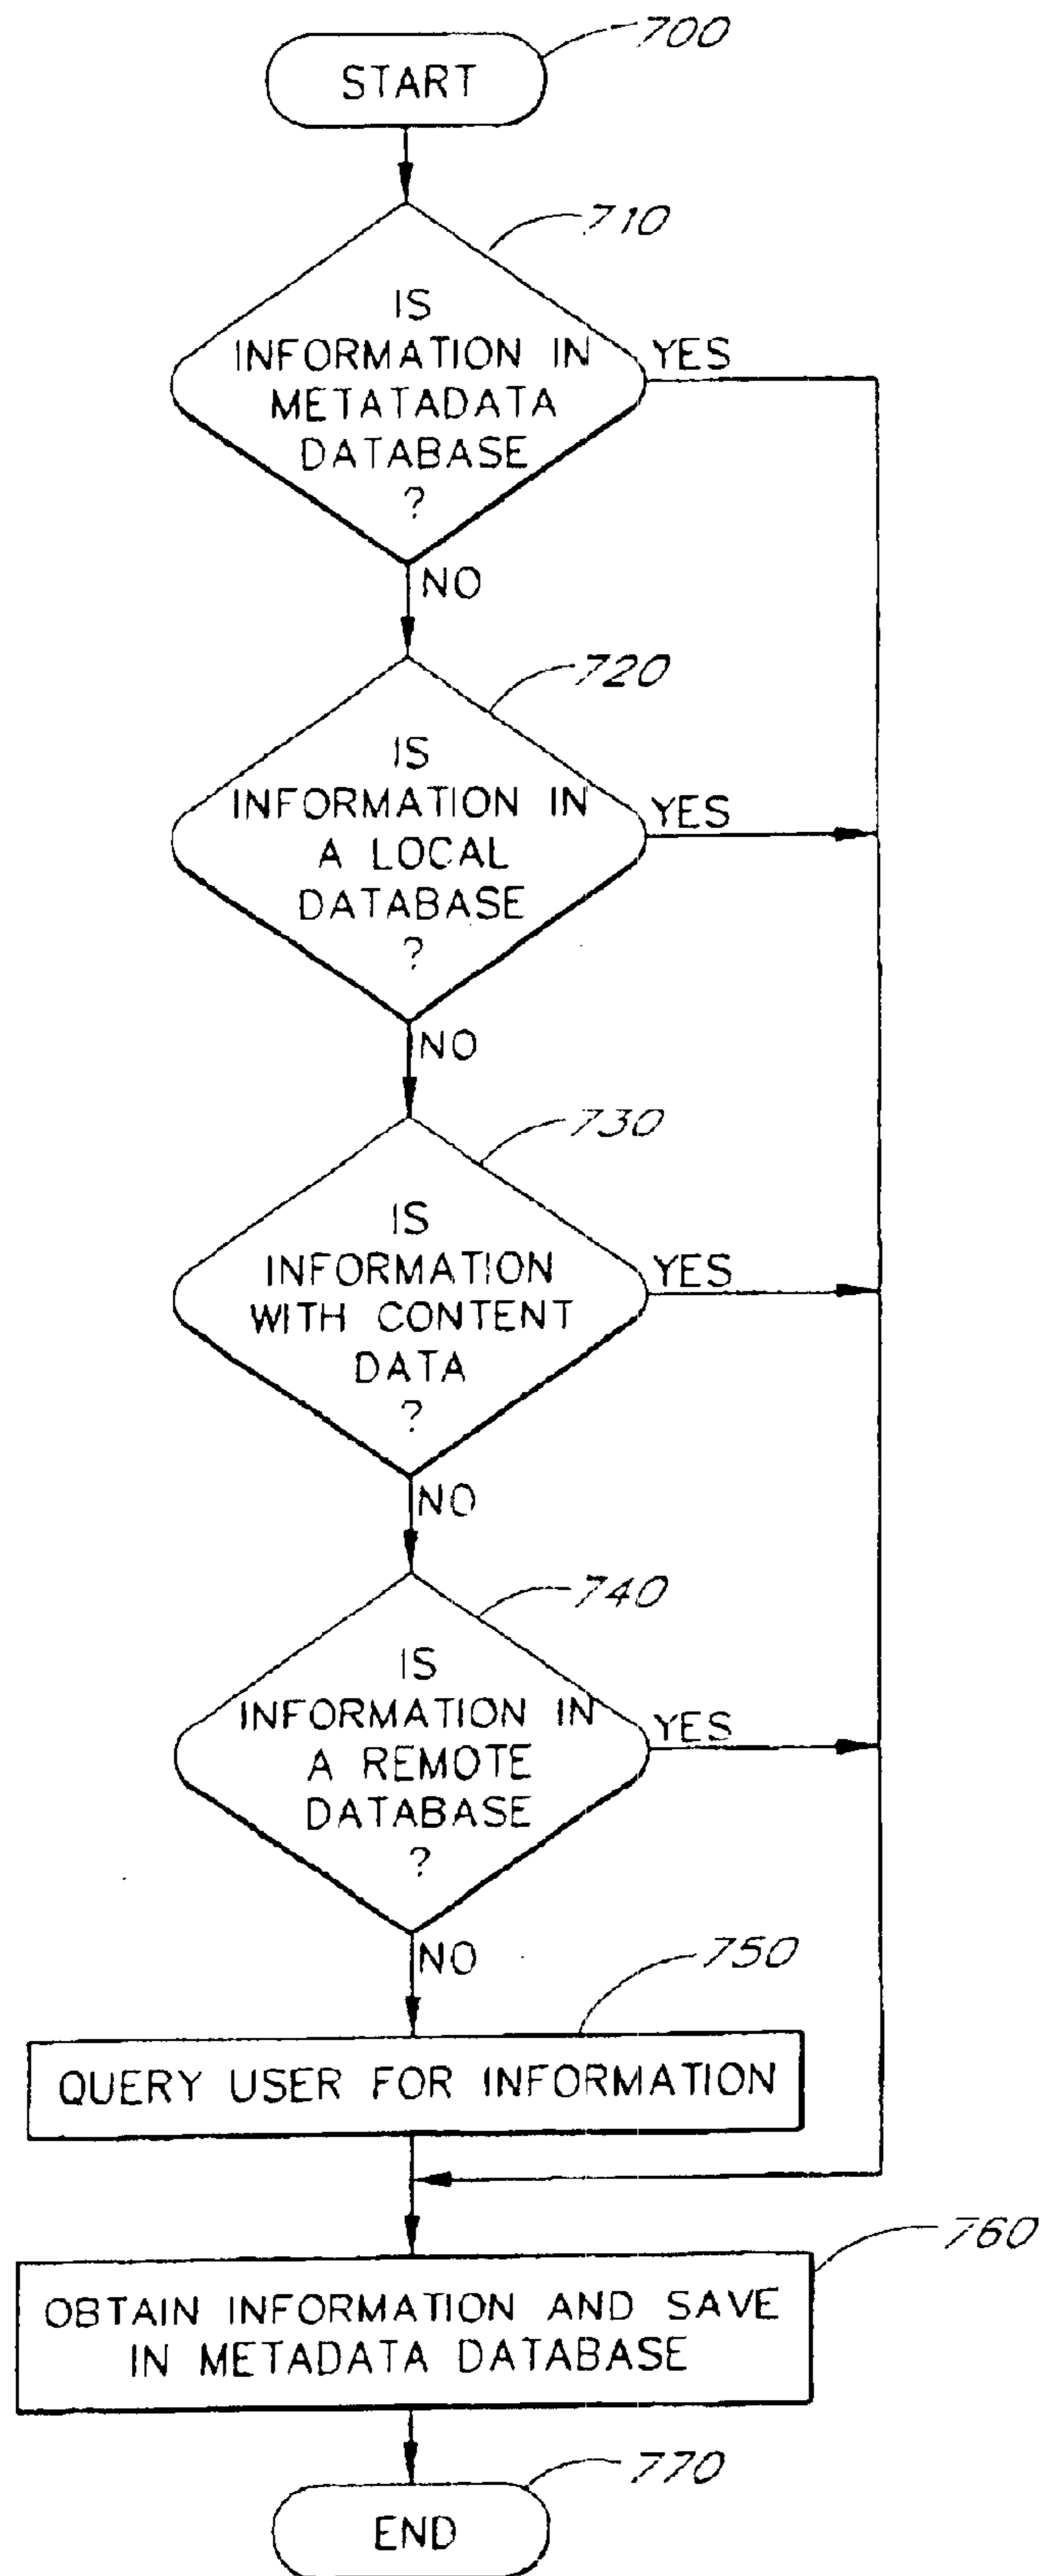 700
START
710
IS
INFORMATION IN
METATADATA
DATABASE
?
YES
NO
720
IS
INFORMATION IN
A LOCAL
DATABASE
?
YES
NO
730
IS
INFORMATION
WITH CONTENT
DATA
?
YES
NO
740
IS
INFORMATION IN
A REMOTE
DATABASE
?
YES
NO
750
QUERY USER FOR INFORMATION
760
OBTAIN INFORMATION AND SAVE
IN METADATA DATABASE
770
END